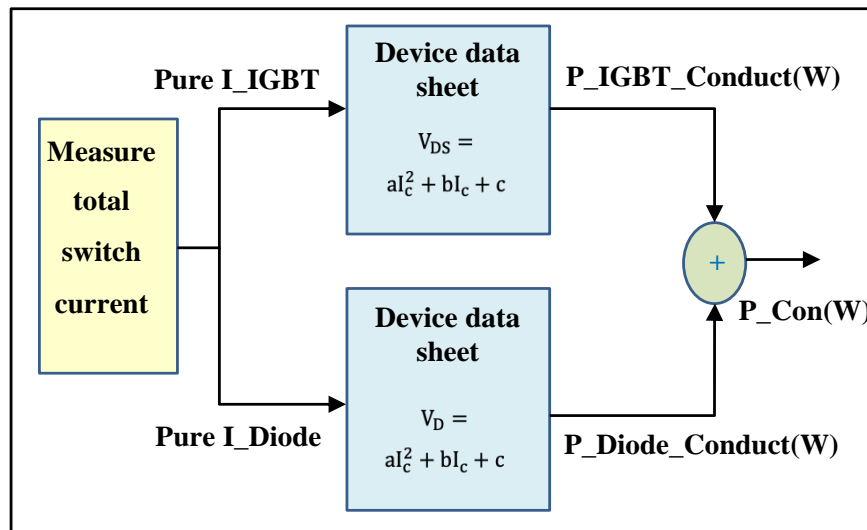 Measure
total
switch
current
Pure I_IGBT
Device data
sheet
V_DS =
aI_c^2 + bI_c + c
P_IGBT_Conduct(W)
Pure I_Diode
Device data
sheet
V_D =
aI_c^2 + bI_c + c
P_Diode_Conduct(W)
+
P_Con(W)